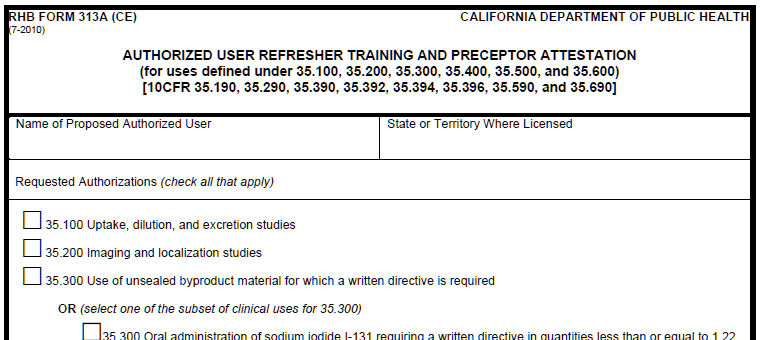 RHB FORM 313A (CE) CALIFORNIA DEPARTMENT OF PUBLIC HEALTH
(7-2010)
AUTHORIZED USER REFRESHER TRAINING AND PRECEPTOR ATTESTATION
(for uses defined under 35.100, 35.200, 35.300, 35.400, 35.500, and 35.600)
[10CFR 35.190, 35.290, 35.390, 35.392, 35.394, 35.396, 35.590, and 35.690]
Name of Proposed Authorized User State or Territory Where Licensed
Requested Authorizations (check all that apply)
35.100 Uptake, dilution, and excretion studies
35.200 Imaging and localization studies
35.300 Use of unsealed byproduct material for which a written directive is required
OR (select one of the subset of clinical uses for 35.300)
35.300 Oral administration of sodium iodide I-131 requiring a written directive in quantities less than or equal to 1.22